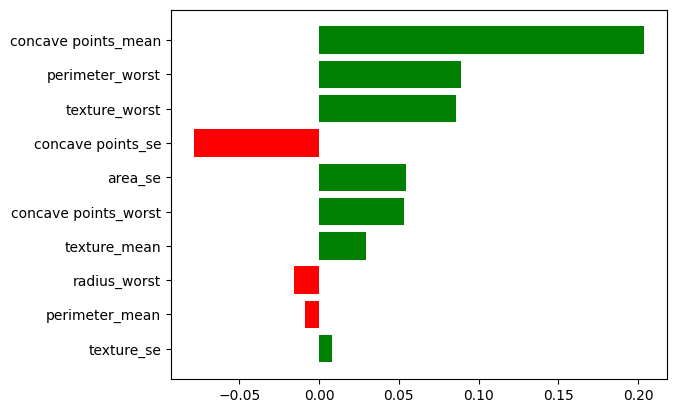 concave points_mean
perimeter_worst
texture_worst
concave points_se
area_se
concave points_worst
texture_mean
radius_worst
perimeter_mean
texture_se
−0.05 0.00 0.05 0.10 0.15 0.20